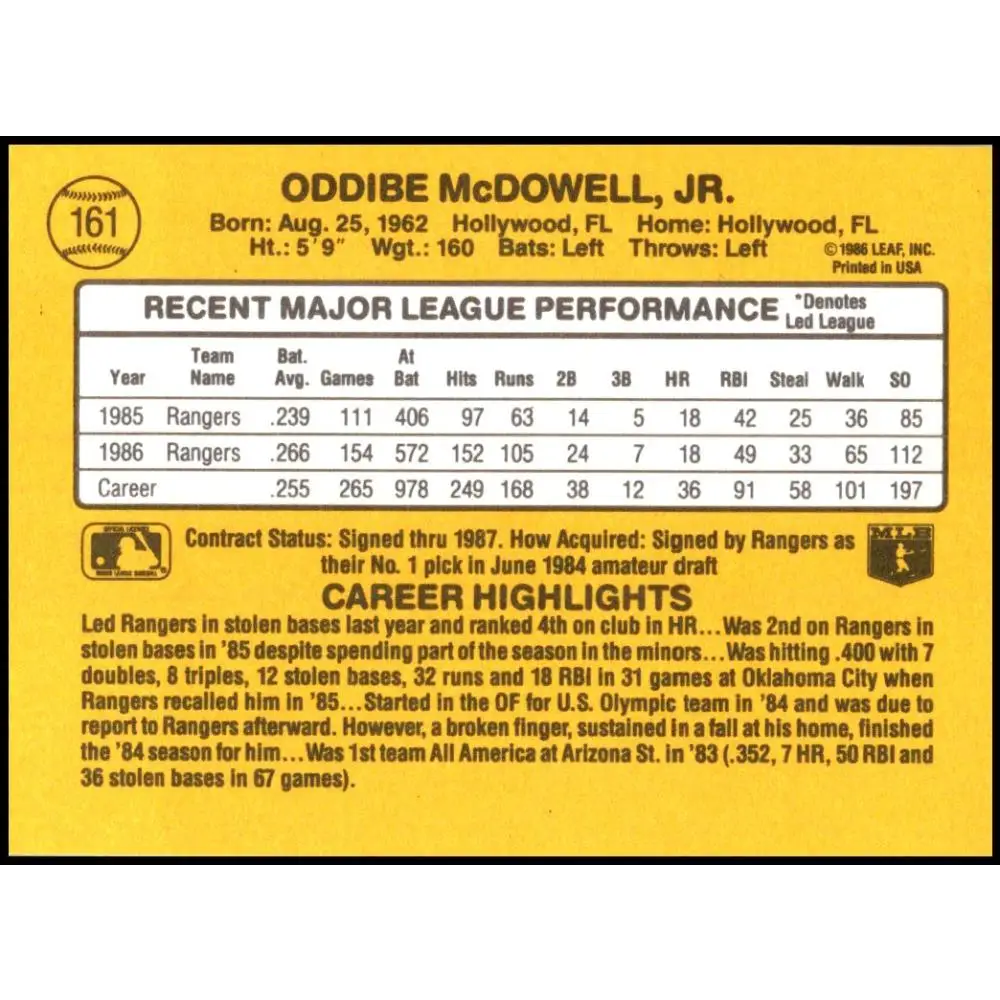 161
ODDIBE McDOWELL, JR.
Born: Aug. 25, 1962 Hollywood, FL Home: Hollywood, FL
Ht.: 5'9" Wgt.: 160 Bats: Left Throws: Left
©1986 LEAF, INC.
Printed in USA
RECENT MAJOR LEAGUE PERFORMANCE *Denotes Led League
Year Team Name Bat. Avg. Games At Bat Hits Runs 2B 3B HR RBI Steal Walk SO
1985 Rangers .239 111 406 97 63 14 5 18 42 25 36 85
1986 Rangers .266 154 572 152 105 24 7 18 49 33 65 112
Career .255 265 978 249 168 38 12 36 91 58 101 197
Contract Status: Signed thru 1987. How Acquired: Signed by Rangers as
their No. 1 pick in June 1984 amateur draft
MLB
CAREER HIGHLIGHTS
Led Rangers in stolen bases last year and ranked 4th on club in HR...Was 2nd on Rangers in
stolen bases in '85 despite spending part of the season in the minors...Was hitting .400 with 7
doubles, 8 triples, 12 stolen bases, 32 runs and 18 RBI in 31 games at Oklahoma City when
Rangers recalled him in '85...Started in the OF for U.S. Olympic team in '84 and was due to
report to Rangers afterward. However, a broken finger, sustained in a fall at his home, finished
the '84 season for him...Was 1st team All America at Arizona St. in '83 (.352, 7 HR, 50 RBI and
36 stolen bases in 67 games).